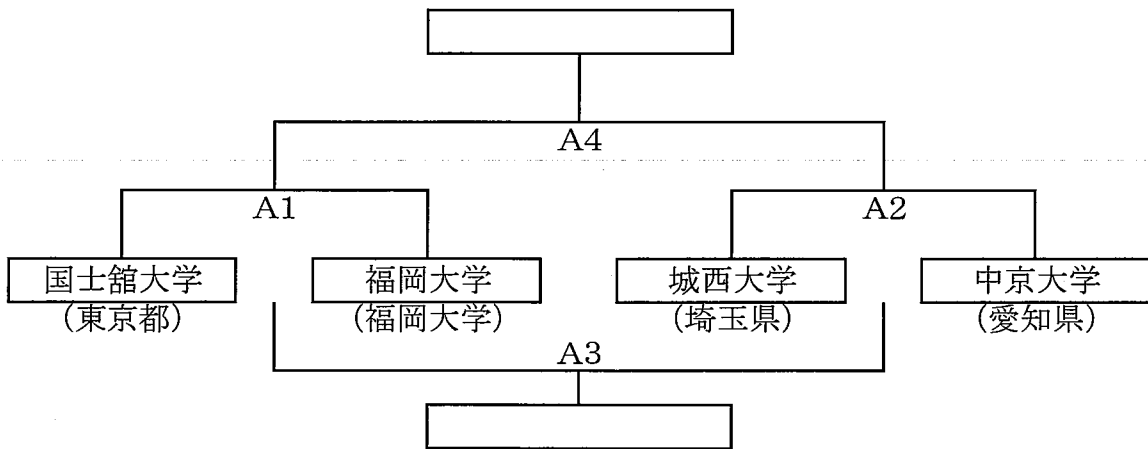 A4
A1
A2
国士舘大学
(東京都)
福岡大学
(福岡大学)
城西大学
(埼玉県)
中京大学
(愛知県)
A3